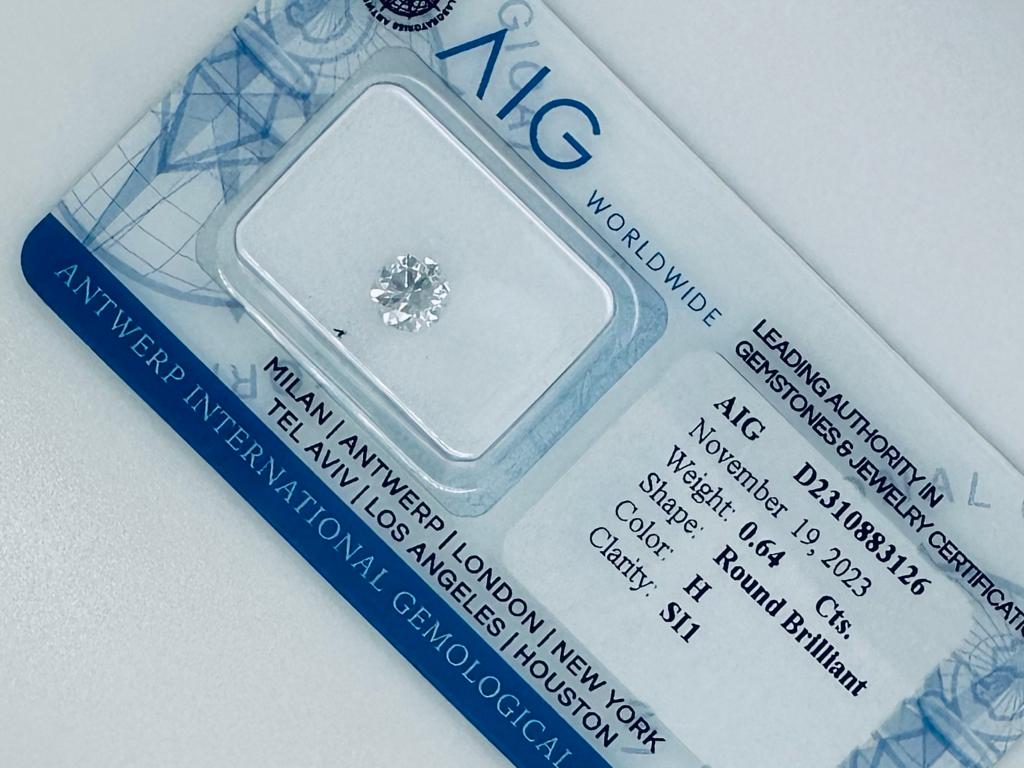 AIG
WORLDWIDE
LEADING AUTHORITY IN
GEMSTONES & JEWELRY CERTIFICATI
AIG D2310883126
November 19, 2023
Weight: 0.64 Cts.
Shape: Round Brilliant
Color: H
Clarity: SI1
MILAN | ANTWERP | LONDON | NEW YORK
TEL AVIV | LOS ANGELES | HOUSTON
ANTWERP INTERNATIONAL GEMOLOGICAL